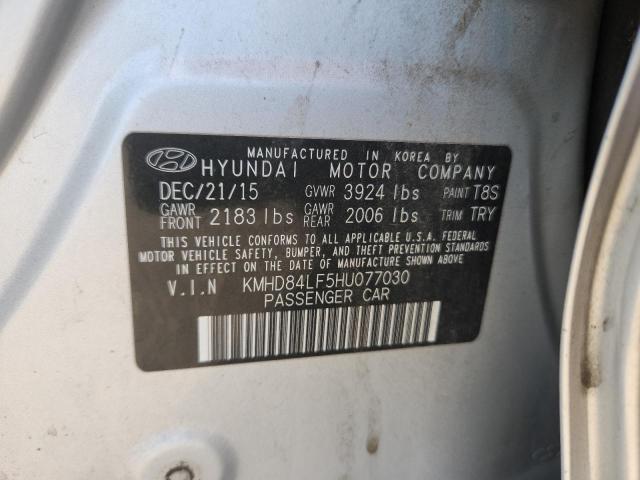 MANUFACTURED IN KOREA BY
HYUNDAI MOTOR COMPANY
DEC/21/15 GVWR 3924 lbs PAINT T8S
GAWR FRONT 2183 lbs GAWR REAR 2006 lbs TRIM TRY
THIS VEHICLE CONFORMS TO ALL APPLICABLE U.S.A. FEDERAL
MOTOR VEHICLE SAFETY, BUMPER, AND THEFT PREVENTION STANDARDS
IN EFFECT ON THE DATE OF MANUFACTURE SHOWN ABOVE.
V.I.N KMHD84LF5HU077030
PASSENGER CAR